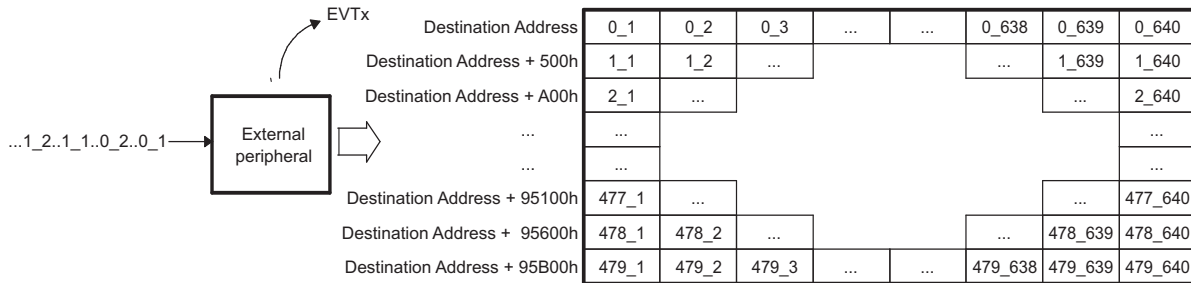 EVTx
Destination Address 0_1 0_2 0_3 ... ... 0_638 0_639 0_640
Destination Address + 500h 1_1 1_2 ... ... 1_639 1_640
Destination Address + A00h 2_1 ... ... 2_640
...1_2..1_1..0_2..0_1 External peripheral
... ... ...
... ... ...
Destination Address + 95100h 477_1 ... ... 477_640
Destination Address + 95600h 478_1 478_2 ... ... 478_639 478_640
Destination Address + 95B00h 479_1 479_2 479_3 ... ... 479_638 479_639 479_640